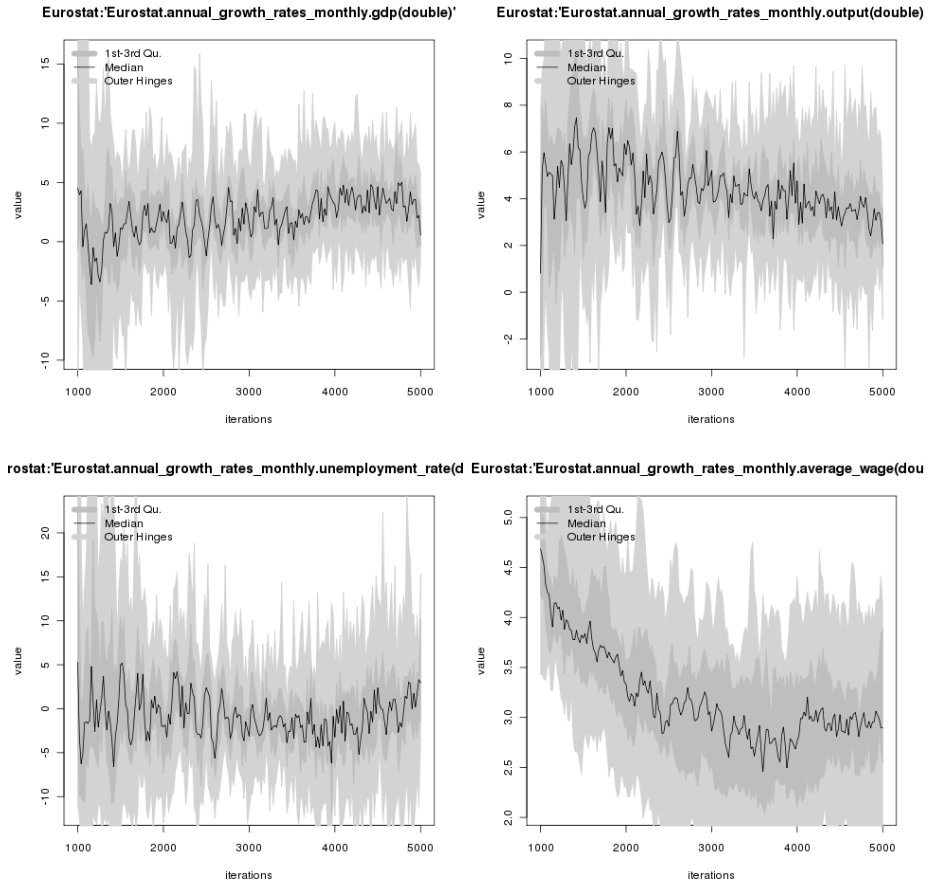 Eurostat:'Eurostat.annual_growth_rates_monthly.gdp(double)'
1st-3rd Qu.
Median
Outer Hinges
value
15
10
5
0
-5
-10
1000 2000 3000 4000 5000
iterations
Eurostat:'Eurostat.annual_growth_rates_monthly.output(double)
1st-3rd Qu.
Median
Outer Hinges
value
10
8
6
4
2
0
-2
1000 2000 3000 4000 5000
iterations
rostat:'Eurostat.annual_growth_rates_monthly.unemployment_rate(d
1st-3rd Qu.
Median
Outer Hinges
value
20
15
10
5
0
-5
-10
1000 2000 3000 4000 5000
iterations
Eurostat:'Eurostat.annual_growth_rates_monthly.average_wage(dou
1st-3rd Qu.
Median
Outer Hinges
value
5.0
4.5
4.0
3.5
3.0
2.5
2.0
1000 2000 3000 4000 5000
iterations